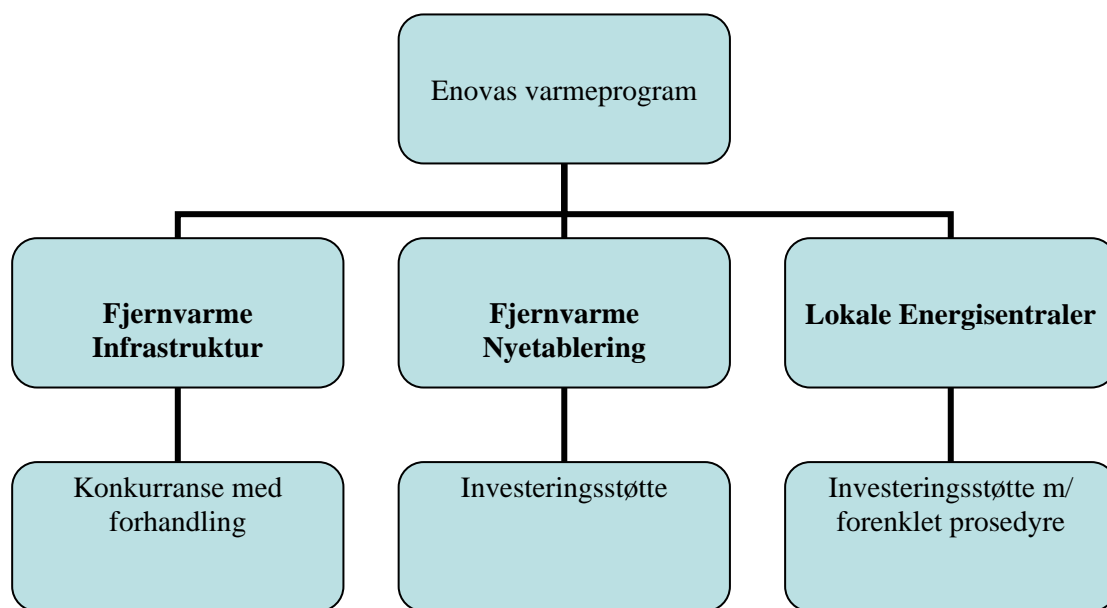 Enovas varmeprogram
Fjernvarme
Infrastruktur
Fjernvarme
Nyetablering
Lokale Energisentraler
Konkurranse med
forhandling
Investeringsstøtte
Investeringsstøtte m/
forenklet prosedyre